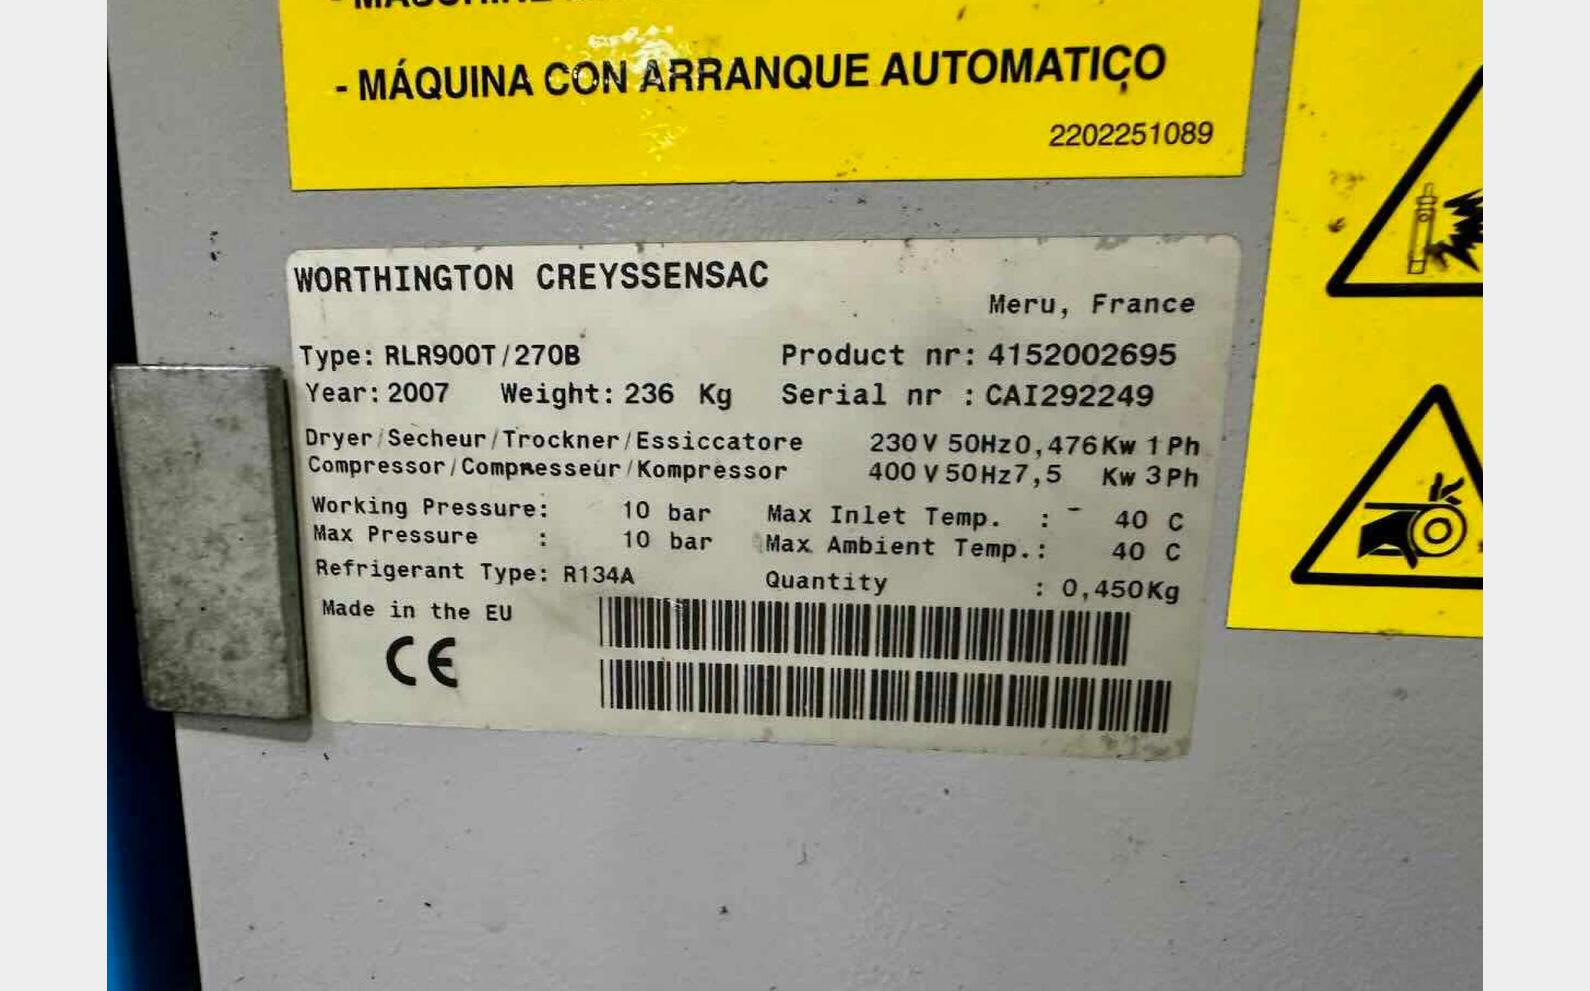 - MÁQUINA CON ARRANQUE AUTOMATIÇO
2202251089
WORTHINGTON CREYSSENSAC
Meru, France
Type: RLR900T/270B Product nr: 4152002695
Year: 2007 Weight: 236 Kg Serial nr : CAI292249
Dryer/Secheur/Trockner/Essiccatore 230 V 50Hz 0,476 Kw 1 Ph
Compressor/Compresseur/Kompressor 400 V 50Hz 7,5 Kw 3 Ph
Working Pressure: 10 bar Max Inlet Temp. : 40 C
Max Pressure : 10 bar Max Ambient Temp.: 40 C
Refrigerant Type: R134A Quantity : 0,450Kg
Made in the EU
CE